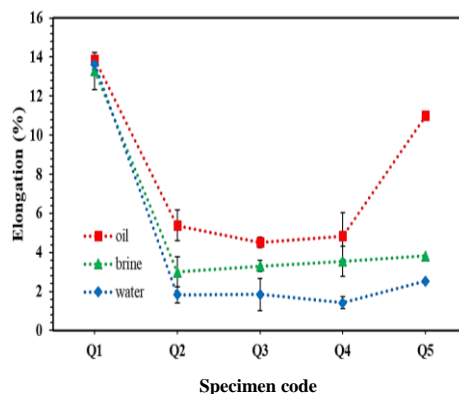 16
14
12
10
8
6
4
2
0
Elongation (%)
oil
brine
water
Q1 Q2 Q3 Q4 Q5
Specimen code